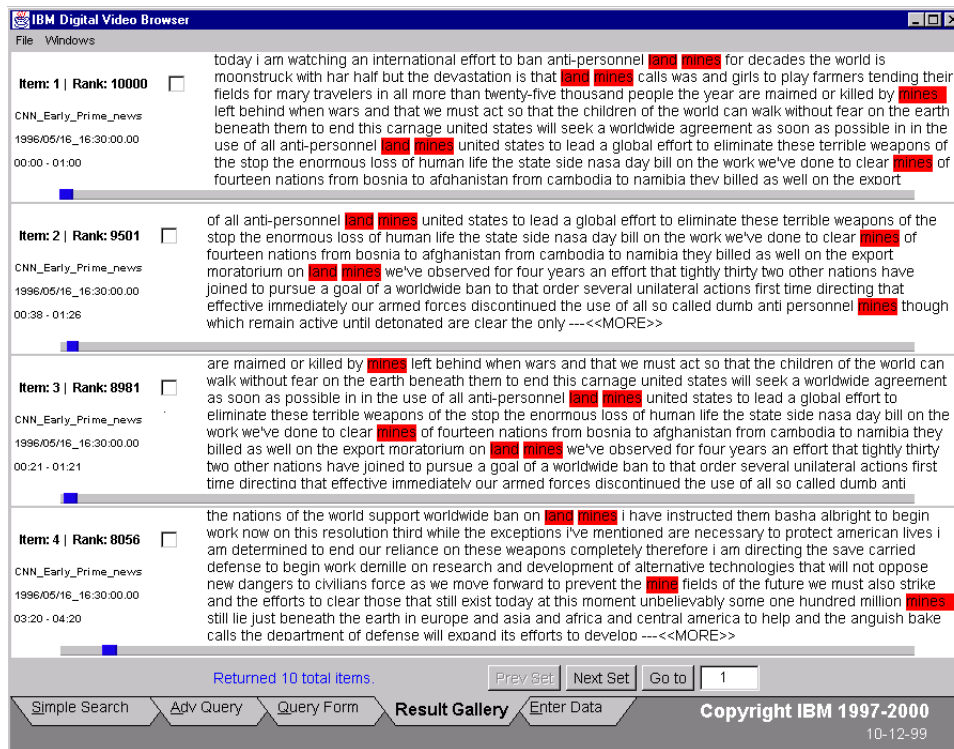 IBM Digital Video Browser
File Windows
Item: 1 | Rank: 10000
CNN_Early_Prime_news
1996/05/16_16:30:00.00
00:00 - 01:00
today i am watching an international effort to ban anti-personnel land mines for decades the world is
moonstruck with har half but the devastation is that land mines calls was and girls to play farmers tending their
fields for mary travelers in all more than twenty-five thousand people the year are maimed or killed by mines
left behind when wars and that we must act so that the children of the world can walk without fear on the earth
beneath them to end this carnage united states will seek a worldwide agreement as soon as possible in in the
use of all anti-personnel land mines united states to lead a global effort to eliminate these terrible weapons of
the stop the enormous loss of human life the state side nasa day bill on the work we've done to clear mines of
fourteen nations from bosnia to afghanistan from cambodia to namibia they billed as well on the export
Item: 2 | Rank: 9501
CNN_Early_Prime_news
1996/05/16_16:30:00.00
00:38 - 01:26
of all anti-personnel land mines united states to lead a global effort to eliminate these terrible weapons of the
stop the enormous loss of human life the state side nasa day bill on the work we've done to clear mines of
fourteen nations from bosnia to afghanistan from cambodia to namibia they billed as well on the export
moratorium on land mines we've observed for four years an effort that tightly thirty two other nations have
joined to pursue a goal of a worldwide ban to that order several unilateral actions first time directing that
effective immediately our armed forces discontinued the use of all so called dumb anti personnel mines though
which remain active until detonated are clear the only ---<<MORE>>
Item: 3 | Rank: 8981
CNN_Early_Prime_news
1996/05/16_16:30:00.00
00:21 - 01:21
are maimed or killed by mines left behind when wars and that we must act so that the children of the world can
walk without fear on the earth beneath them to end this carnage united states will seek a worldwide agreement
as soon as possible in in the use of all anti-personnel land mines united states to lead a global effort to
eliminate these terrible weapons of the stop the enormous loss of human life the state side nasa day bill on the
work we've done to clear mines of fourteen nations from bosnia to afghanistan from cambodia to namibia they
billed as well on the export moratorium on land mines we've observed for four years an effort that tightly thirty
two other nations have joined to pursue a goal of a worldwide ban to that order several unilateral actions first
time directing that effective immediately our armed forces discontinued the use of all so called dumb anti
Item: 4 | Rank: 8056
CNN_Early_Prime_news
1996/05/16_16:30:00.00
03:20 - 04:20
the nations of the world support worldwide ban on land mines i have instructed them basha albright to begin
work now on this resolution third while the exceptions i've mentioned are necessary to protect american lives i
am determined to end our reliance on these weapons completely therefore i am directing the save carried
defense to begin work demille on research and development of alternative technologies that will not oppose
new dangers to civilians force as we move forward to prevent the mine fields of the future we must also strike
and the efforts to clear those that still exist today at this moment unbelievably some one hundred million mines
still lie just beneath the earth in europe and asia and africa and central america to help and the anguish bake
calls the department of defense will expand its efforts to develop ---<<MORE>>
Returned 10 total items.
Prev Set Next Set Go to 1
Simple Search Adv Query Query Form Result Gallery Enter Data
Copyright IBM 1997-2000
10-12-99